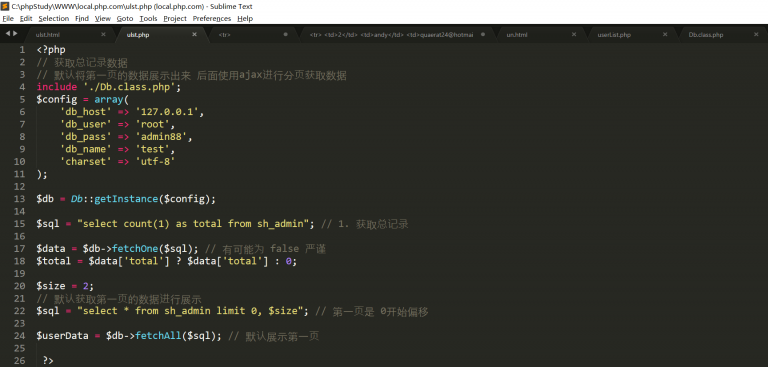 C:\phpStudy\WWW\local.php.com\ulst.php (local.php.com) - Sublime Text
File Edit Selection Find View Goto Tools Project Preferences Help
ulst.html ulst.php <tr> <tr> <td>2</td> <td>andy</td> <td>quaerat24@hotmai un.html userList.php Db.class.php
1 <?php
2 // 获取总记录数据
3 // 默认将第一页的数据展示出来 后面使用ajax进行分页获取数据
4 include './Db.class.php';
5 $config = array(
6 'db_host' => '127.0.0.1',
7 'db_user' => 'root',
8 'db_pass' => 'admin88',
9 'db_name' => 'test',
10 'charset' => 'utf-8'
11 );
12
13 $db = Db::getInstance($config);
14
15 $sql = "select count(1) as total from sh_admin"; // 1. 获取总记录
16
17 $data = $db->fetchOne($sql); // 有可能为 false 严谨
18 $total = $data['total'] ? $data['total'] : 0;
19
20 $size = 2;
21 // 默认获取第一页的数据进行展示
22 $sql = "select * from sh_admin limit 0, $size"; // 第一页是 0开始偏移
23
24 $userData = $db->fetchAll($sql); // 默认展示第一页
25
26 ?>